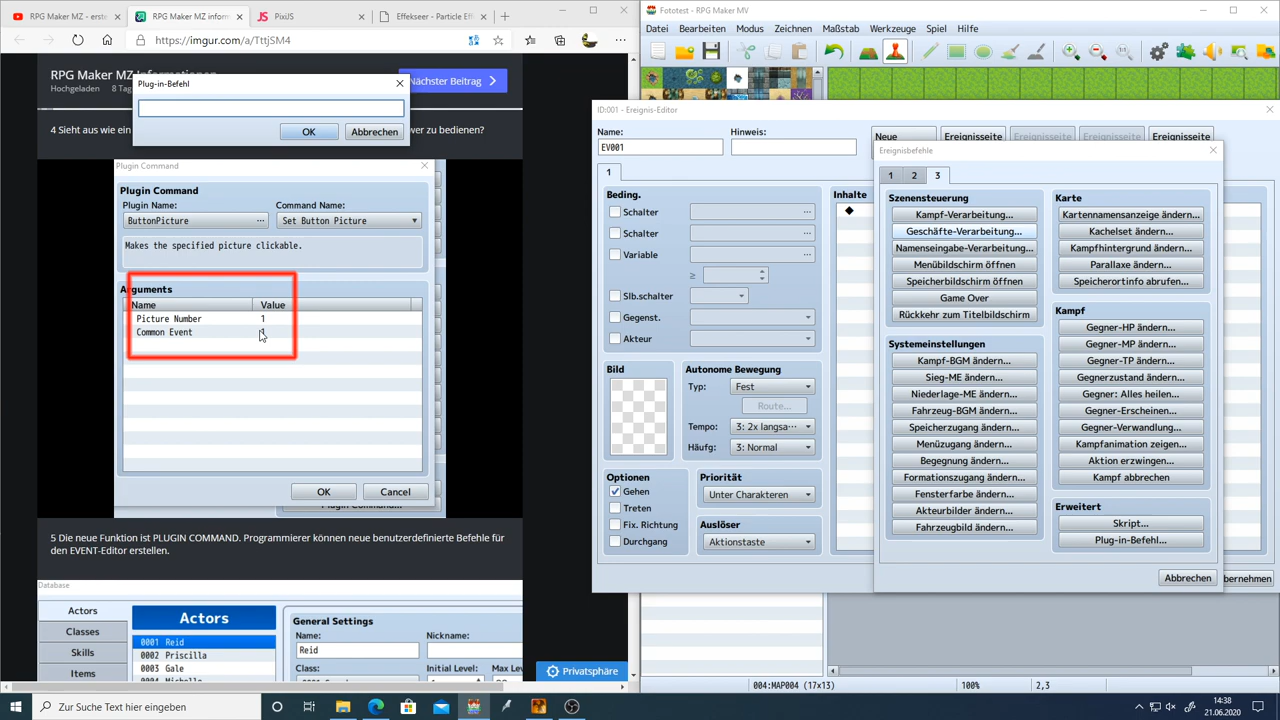 RPG Maker MZ - erste
RPG Maker MZ inform
PixiJS
Effekseer - Particle Eff
https://imgur.com/a/TttjSM4
Nächster Beitrag
Hochgeladen
8 Tag
Plug-in-Befehl
OK
Abbrechen
4 Sieht aus wie ein
wer zu bedienen?
Plugin Command
Plugin Command
Plugin Name:
Command Name:
ButtonPicture
Set Button Picture
Makes the specified picture clickable.
Arguments
Name
Value
Picture Number
1
Common Event
1
OK
Cancel
5 Die neue Funktion ist PLUGIN COMMAND. Programmierer können neue benutzerdefinierte Befehle für
den EVENT-Editor erstellen.
Database
Actors
Classes
Skills
Items
Actors
0001 Reid
0002 Priscilla
0003 Gale
General Settings
Name:
Nickname:
Reid
Class:
Initial Level:
Max Lev
Privatsphäre
Fototest - RPG Maker MV
Datei
Bearbeiten
Modus
Zeichnen
Maßstab
Werkzeuge
Spiel
Hilfe
ID:001 - Ereignis-Editor
Name:
Hinweis:
EV001
Neue
Ereignisseite
Ereignisseite
Ereignisseite
Ereignisseite
1
Beding.
Schalter
Schalter
Variable
≥
Slb.schalter
Gegenst.
Akteur
Bild
Autonome Bewegung
Typ:
Fest
Route...
Tempo:
3: 2x langsa···
Häufg:
3: Normal
Optionen
Gehen
Treten
Fix. Richtung
Durchgang
Priorität
Unter Charakteren
Auslöser
Aktionstaste
Inhalte
Ereignisbefehle
1
2
3
Szenensteuerung
Kampf-Verarbeitung...
Geschäfte-Verarbeitung...
Namenseingabe-Verarbeitung...
Menübildschirm öffnen
Speicherbildschirm öffnen
Game Over
Rückkehr zum Titelbildschirm
Systemeinstellungen
Kampf-BGM ändern...
Sieg-ME ändern...
Niederlage-ME ändern...
Fahrzeug-BGM ändern...
Speicherzugang ändern...
Menüzugang ändern...
Begegnung ändern...
Formationszugang ändern...
Fensterfarbe ändern...
Akteurbilder ändern...
Fahrzeugbild ändern...
Karte
Kartennamensanzeige ändern...
Kachelset ändern...
Kampfhintergrund ändern...
Parallaxe ändern...
Speicherortinfo abrufen...
Kampf
Gegner-HP ändern...
Gegner-MP ändern...
Gegner-TP ändern...
Gegnerzustand ändern...
Gegner: Alles heilen...
Gegner-Erscheinen...
Gegner-Verwandlung...
Kampfanimation zeigen...
Aktion erzwingen...
Kampf abbrechen
Erweitert
Skript...
Plug-in-Befehl...
Abbrechen
bernehmen
004:MAP004 (17×13)
100%
2,3
Zur Suche Text hier eingeben
14:38
21.06.2020